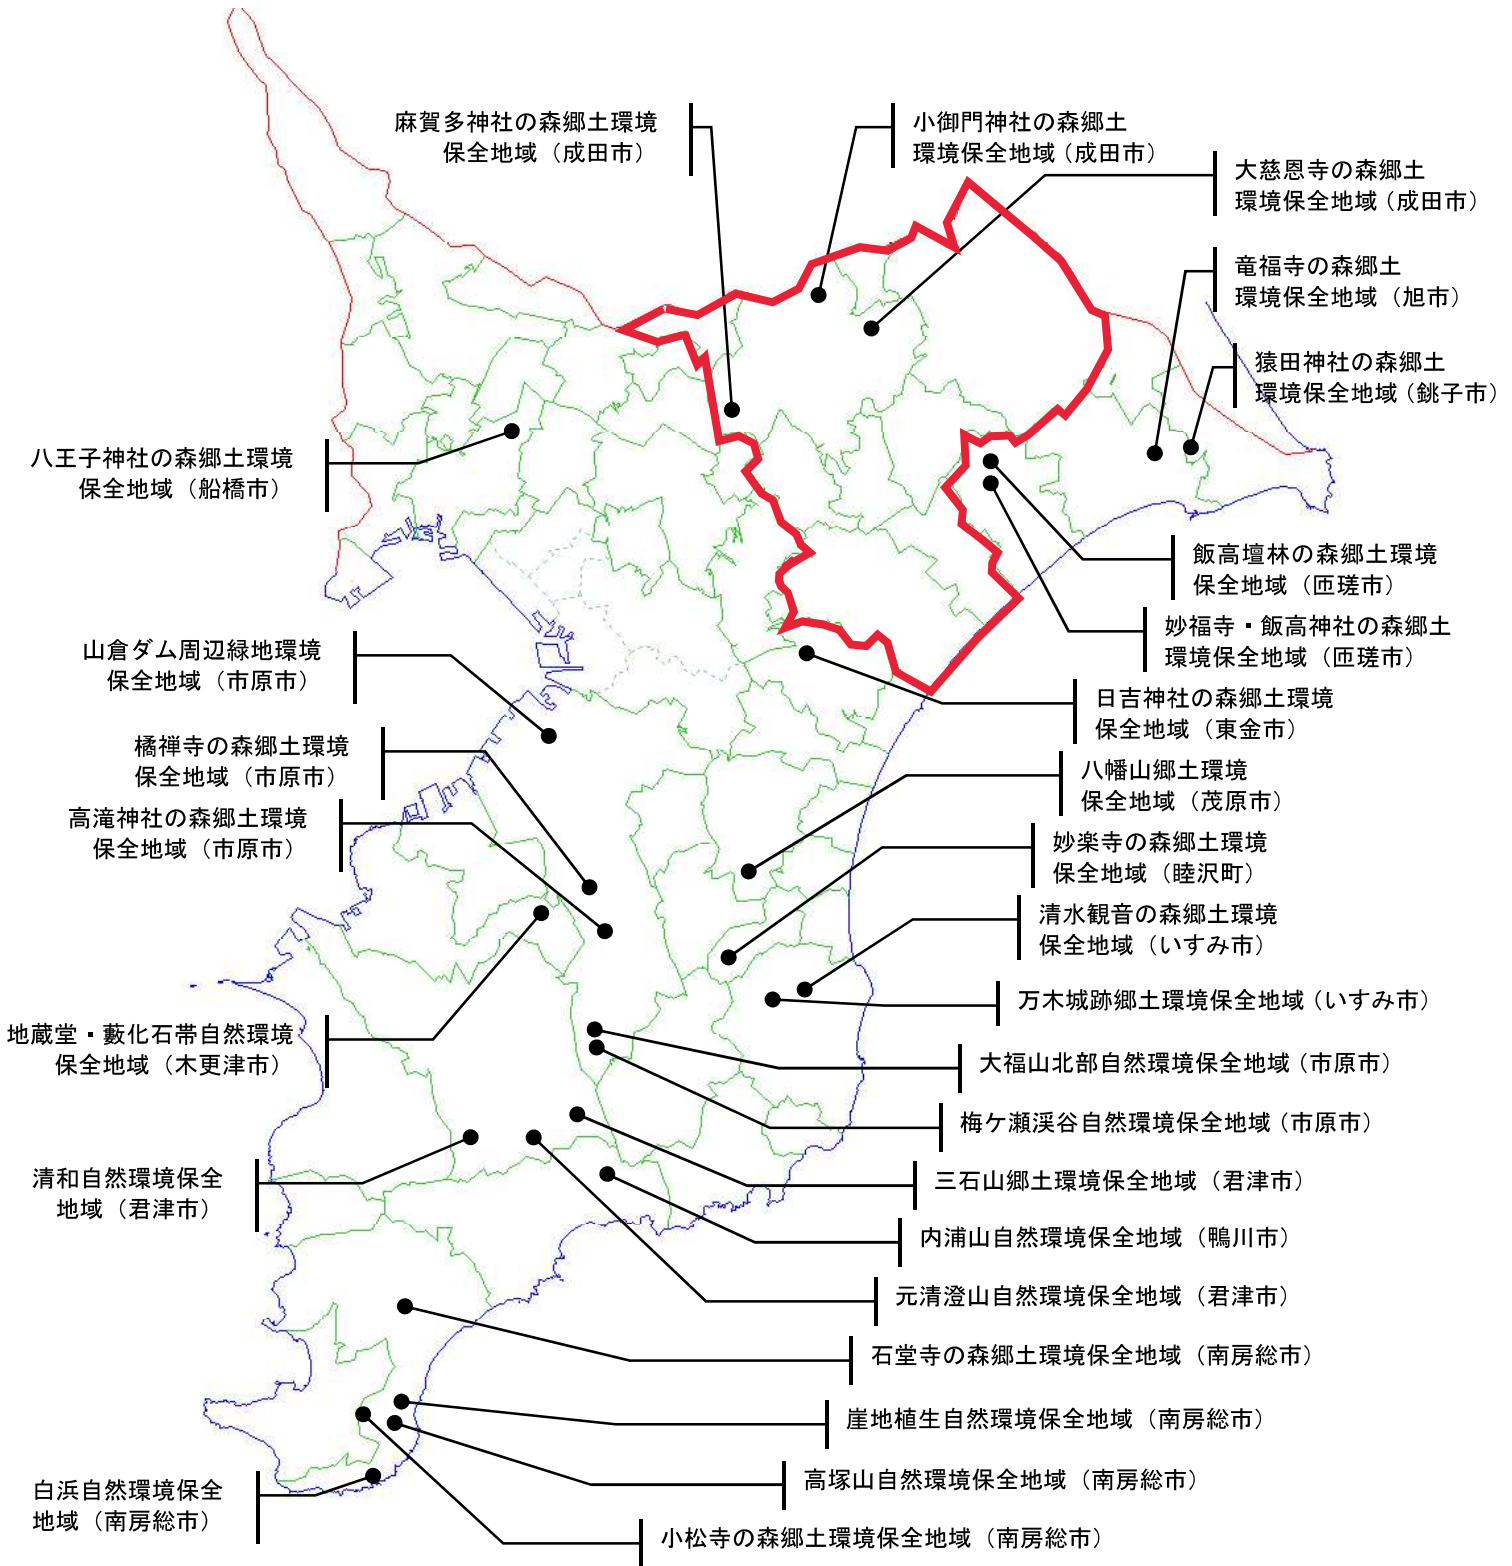 麻賀多神社の森郷土環境
保全地域（成田市）
小御門神社の森郷土
環境保全地域（成田市）
大慈恩寺の森郷土
環境保全地域（成田市）
竜福寺の森郷土
環境保全地域（旭市）
猿田神社の森郷土
環境保全地域（銚子市）
八王子神社の森郷土環境
保全地域（船橋市）
飯高壇林の森郷土環境
保全地域（匝瑳市）
妙福寺・飯高神社の森郷土
環境保全地域（匝瑳市）
山倉ダム周辺緑地環境
保全地域（市原市）
日吉神社の森郷土環境
保全地域（東金市）
橘禅寺の森郷土環境
保全地域（市原市）
八幡山郷土環境
保全地域（茂原市）
高滝神社の森郷土環境
保全地域（市原市）
妙楽寺の森郷土環境
保全地域（睦沢町）
清水観音の森郷土環境
保全地域（いすみ市）
万木城跡郷土環境保全地域（いすみ市）
地蔵堂・藪化石帯自然環境
保全地域（木更津市）
大福山北部自然環境保全地域（市原市）
梅ケ瀬渓谷自然環境保全地域（市原市）
清和自然環境保全
地域（君津市）
三石山郷土環境保全地域（君津市）
内浦山自然環境保全地域（鴨川市）
元清澄山自然環境保全地域（君津市）
石堂寺の森郷土環境保全地域（南房総市）
崖地植生自然環境保全地域（南房総市）
高塚山自然環境保全地域（南房総市）
白浜自然環境保全
地域（南房総市）
小松寺の森郷土環境保全地域（南房総市）